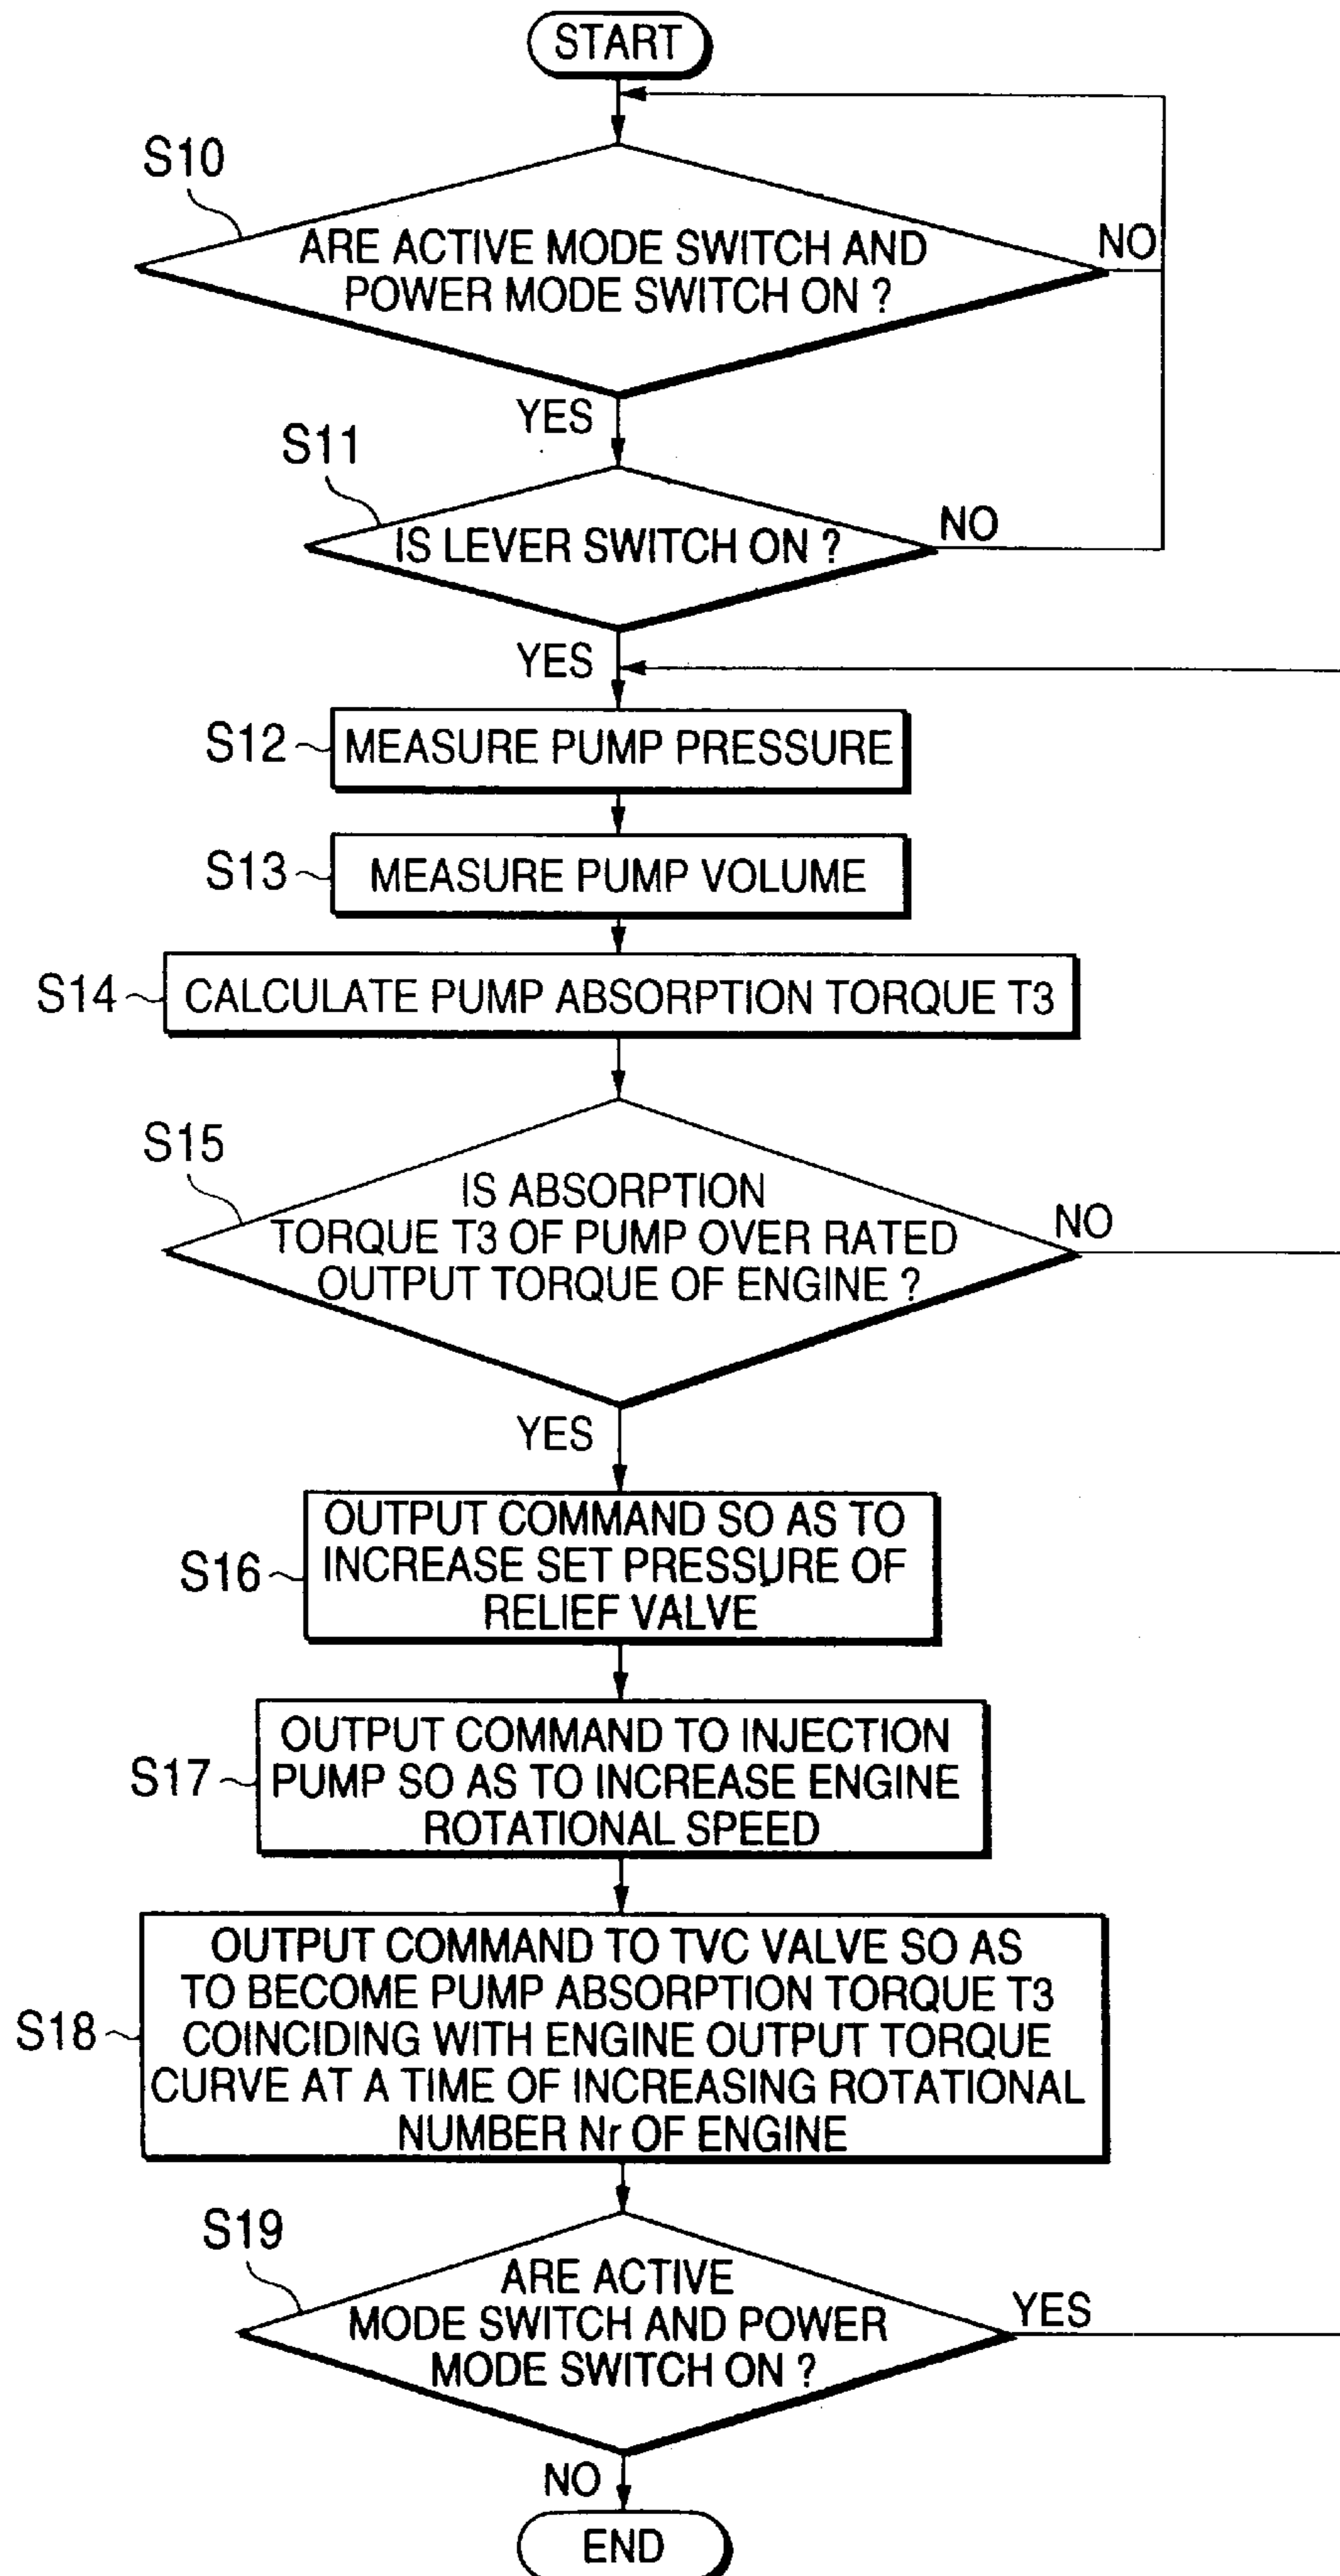 START
S10
ARE ACTIVE MODE SWITCH AND
POWER MODE SWITCH ON ?
NO
YES
S11
IS LEVER SWITCH ON ?
NO
YES
S12
MEASURE PUMP PRESSURE
S13
MEASURE PUMP VOLUME
S14
CALCULATE PUMP ABSORPTION TORQUE T3
S15
IS ABSORPTION
TORQUE T3 OF PUMP OVER RATED
OUTPUT TORQUE OF ENGINE ?
NO
YES
S16
OUTPUT COMMAND SO AS TO
INCREASE SET PRESSURE OF
RELIEF VALVE
S17
OUTPUT COMMAND TO INJECTION
PUMP SO AS TO INCREASE ENGINE
ROTATIONAL SPEED
S18
OUTPUT COMMAND TO TVC VALVE SO AS
TO BECOME PUMP ABSORPTION TORQUE T3
COINCIDING WITH ENGINE OUTPUT TORQUE
CURVE AT A TIME OF INCREASING ROTATIONAL
NUMBER Nr OF ENGINE
S19
ARE ACTIVE
MODE SWITCH AND POWER
MODE SWITCH ON ?
YES
NO
END